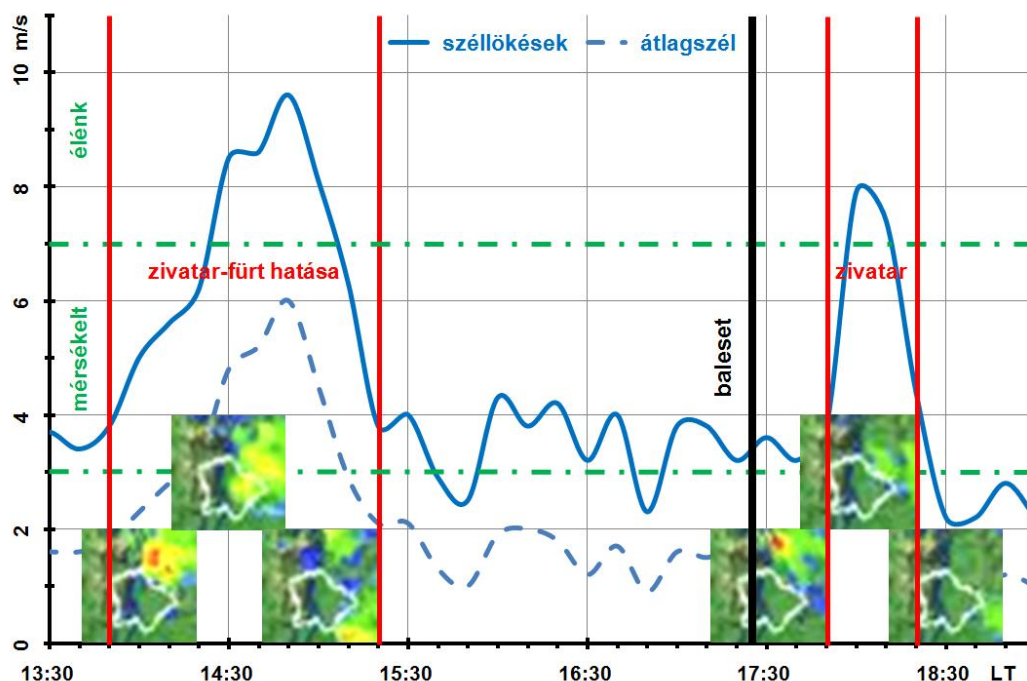 m/s
széllökések
átlagszél
10
8
6
4
2
0
élénk
mérsékelt
zivatar-fürt hatása
baleset
zivatar
13:30
14:30
15:30
16:30
17:30
18:30
LT